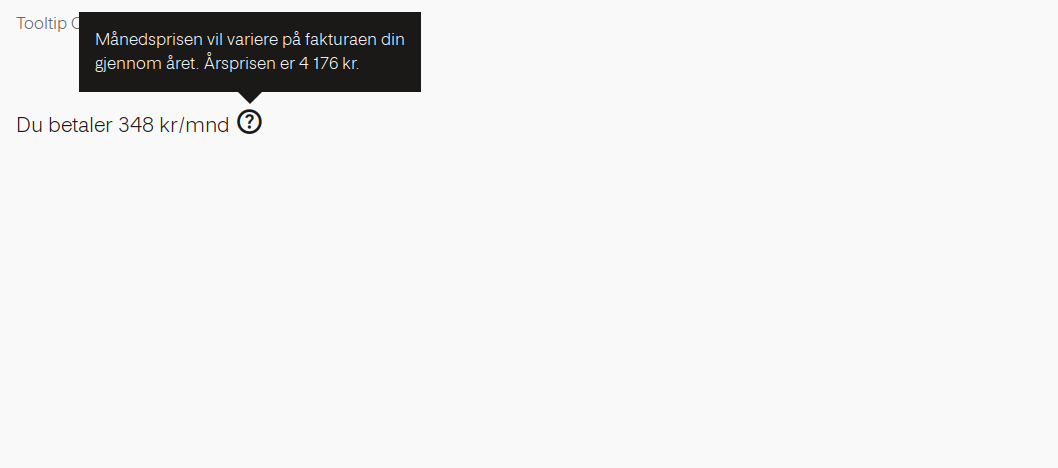 Tooltip
Månedsprisen vil variere på fakturaen din
gjennom året. Årsprisen er 4 176 kr.
Du betaler 348 kr/mnd